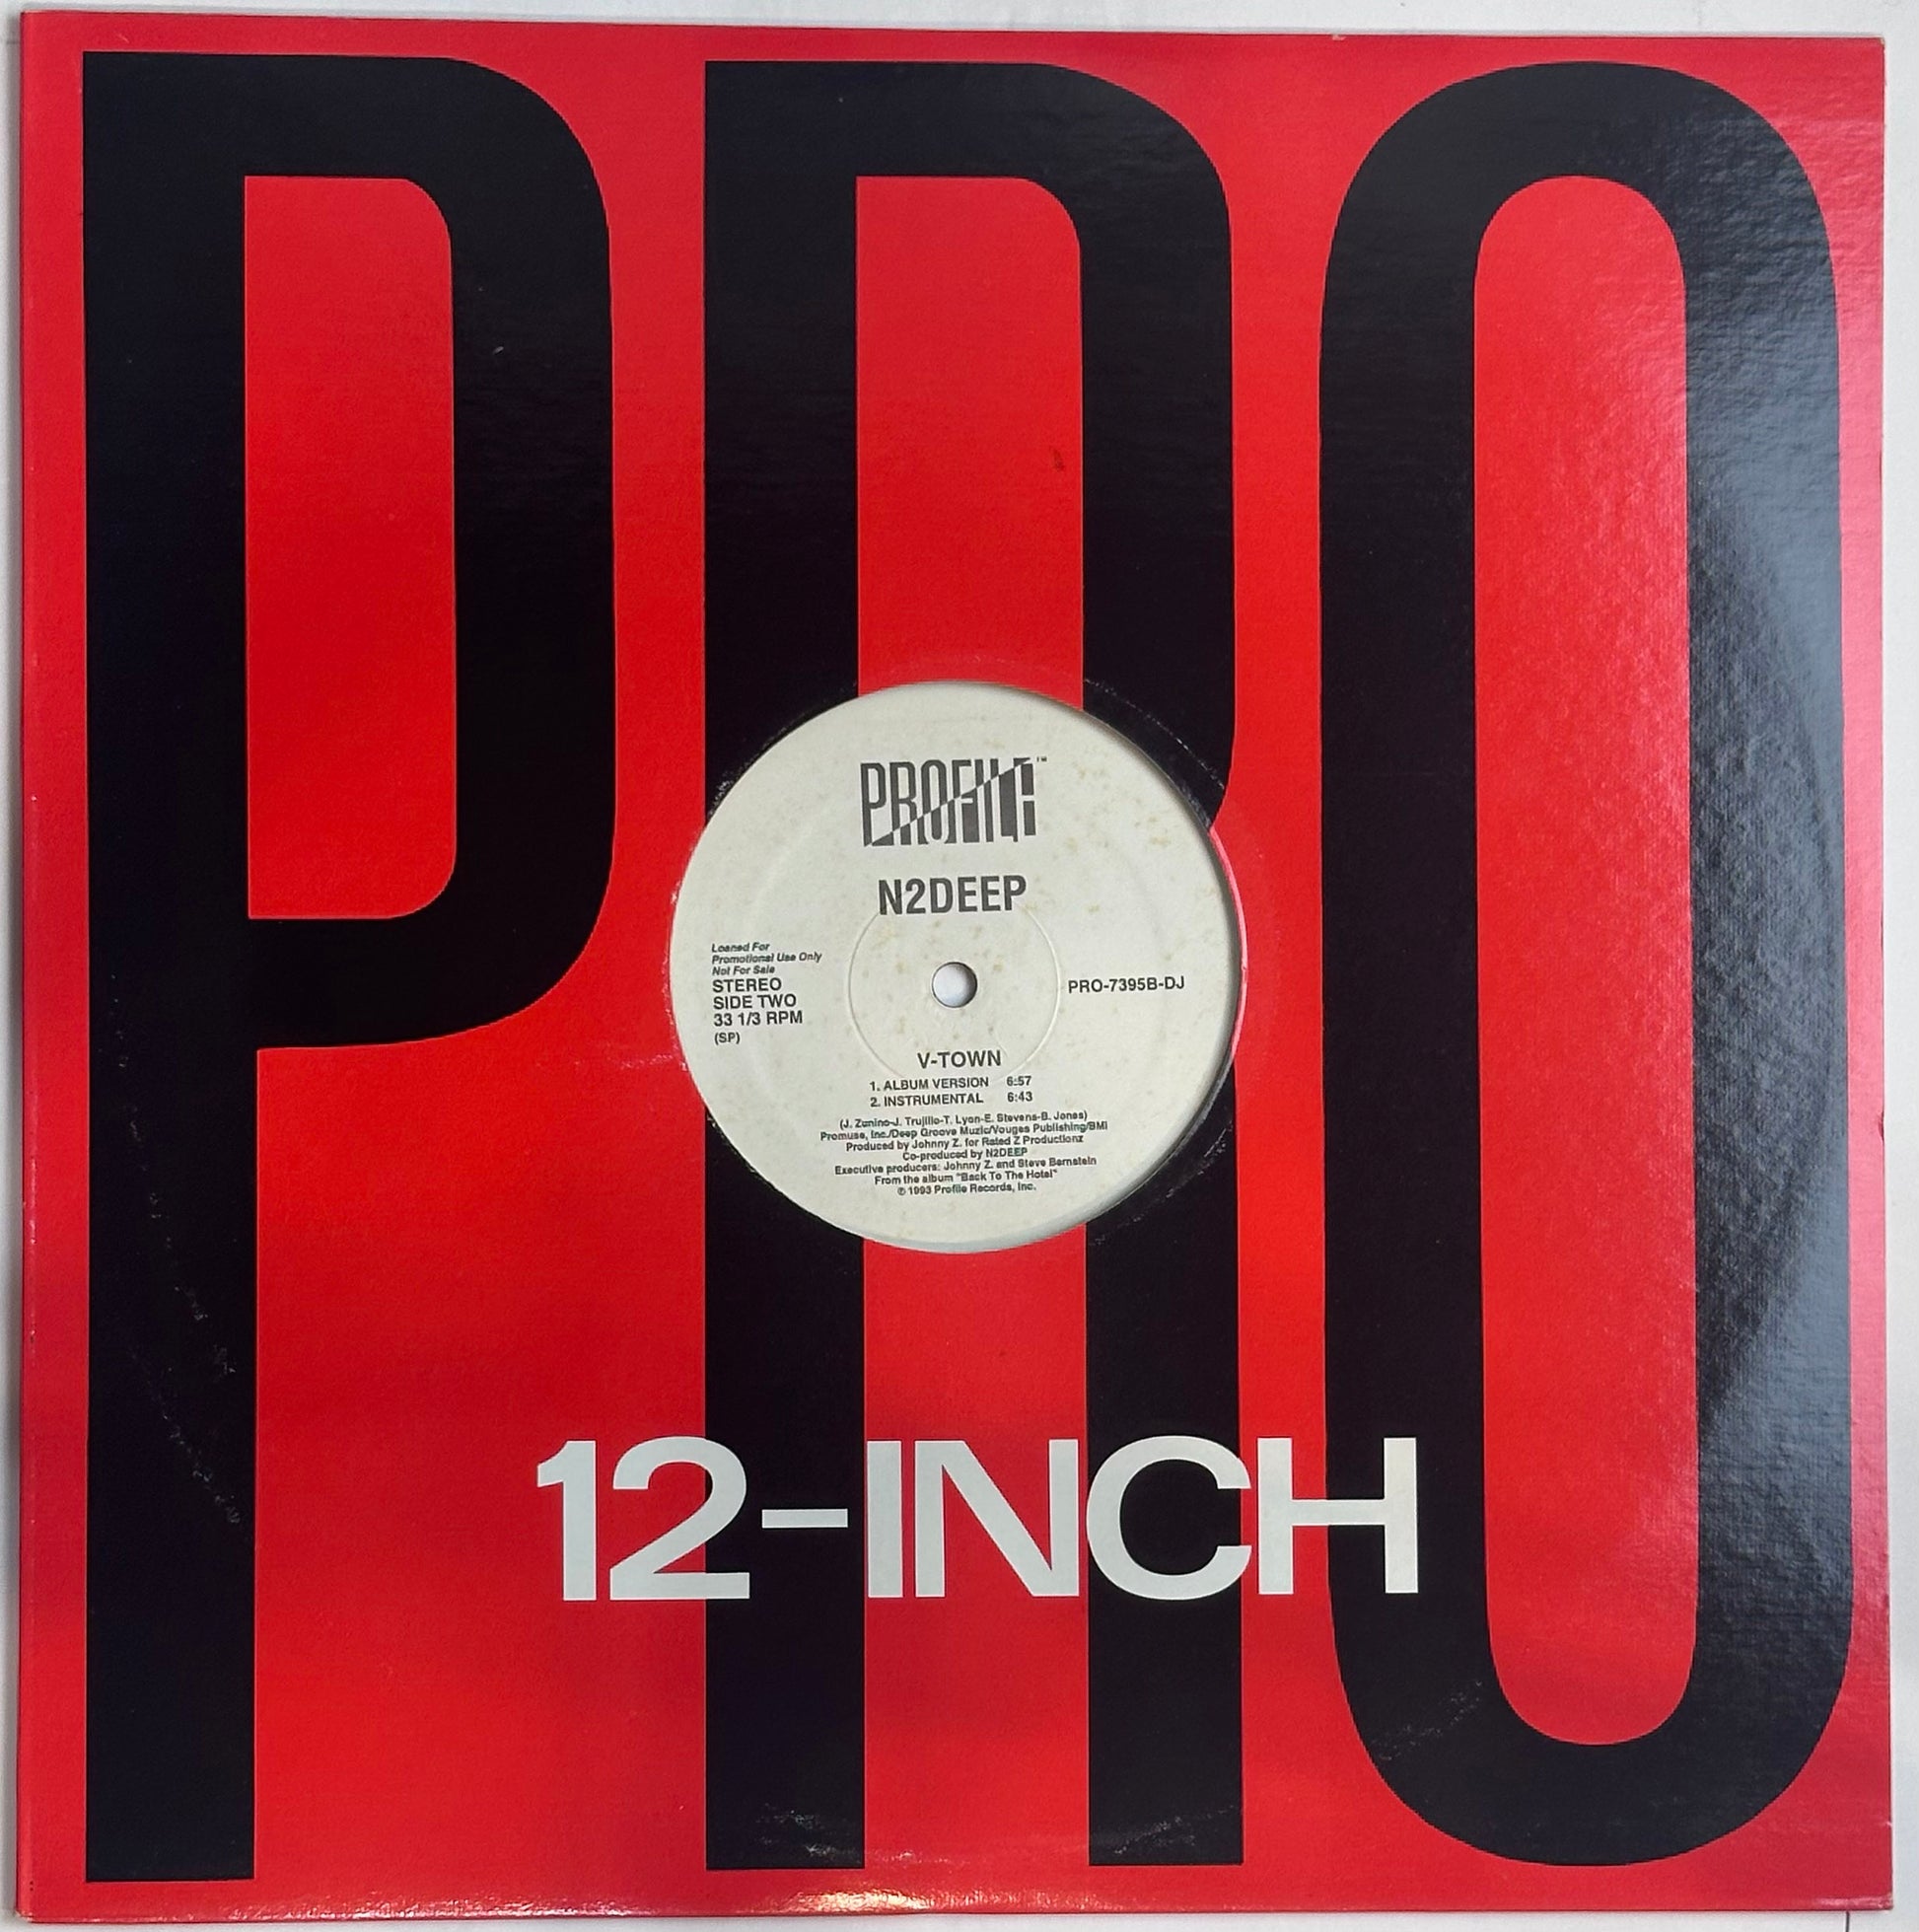 PRO
PROFILE™
N2DEEP
Loaned For
Promotional Use Only
Not For Sale
STEREO
SIDE TWO
33 1/3 RPM
(SP)
PRO-7395B-DJ
V-TOWN
1. ALBUM VERSION 6:57
2. INSTRUMENTAL 6:43
(J. Zunino-J. Trujillo-T. Lyon-E. Stevens-B. Jones)
Promuse, Inc./Deep Groove Muzic/Vouges Publishing/BMI
Produced by Johnny Z. for Rated Z Productionz
Co-produced by N2DEEP
Executive producers: Johnny Z. and Steve Bernstein
From the album "Back To The Hotel"
℗ 1993 Profile Records, Inc.
12-INCH